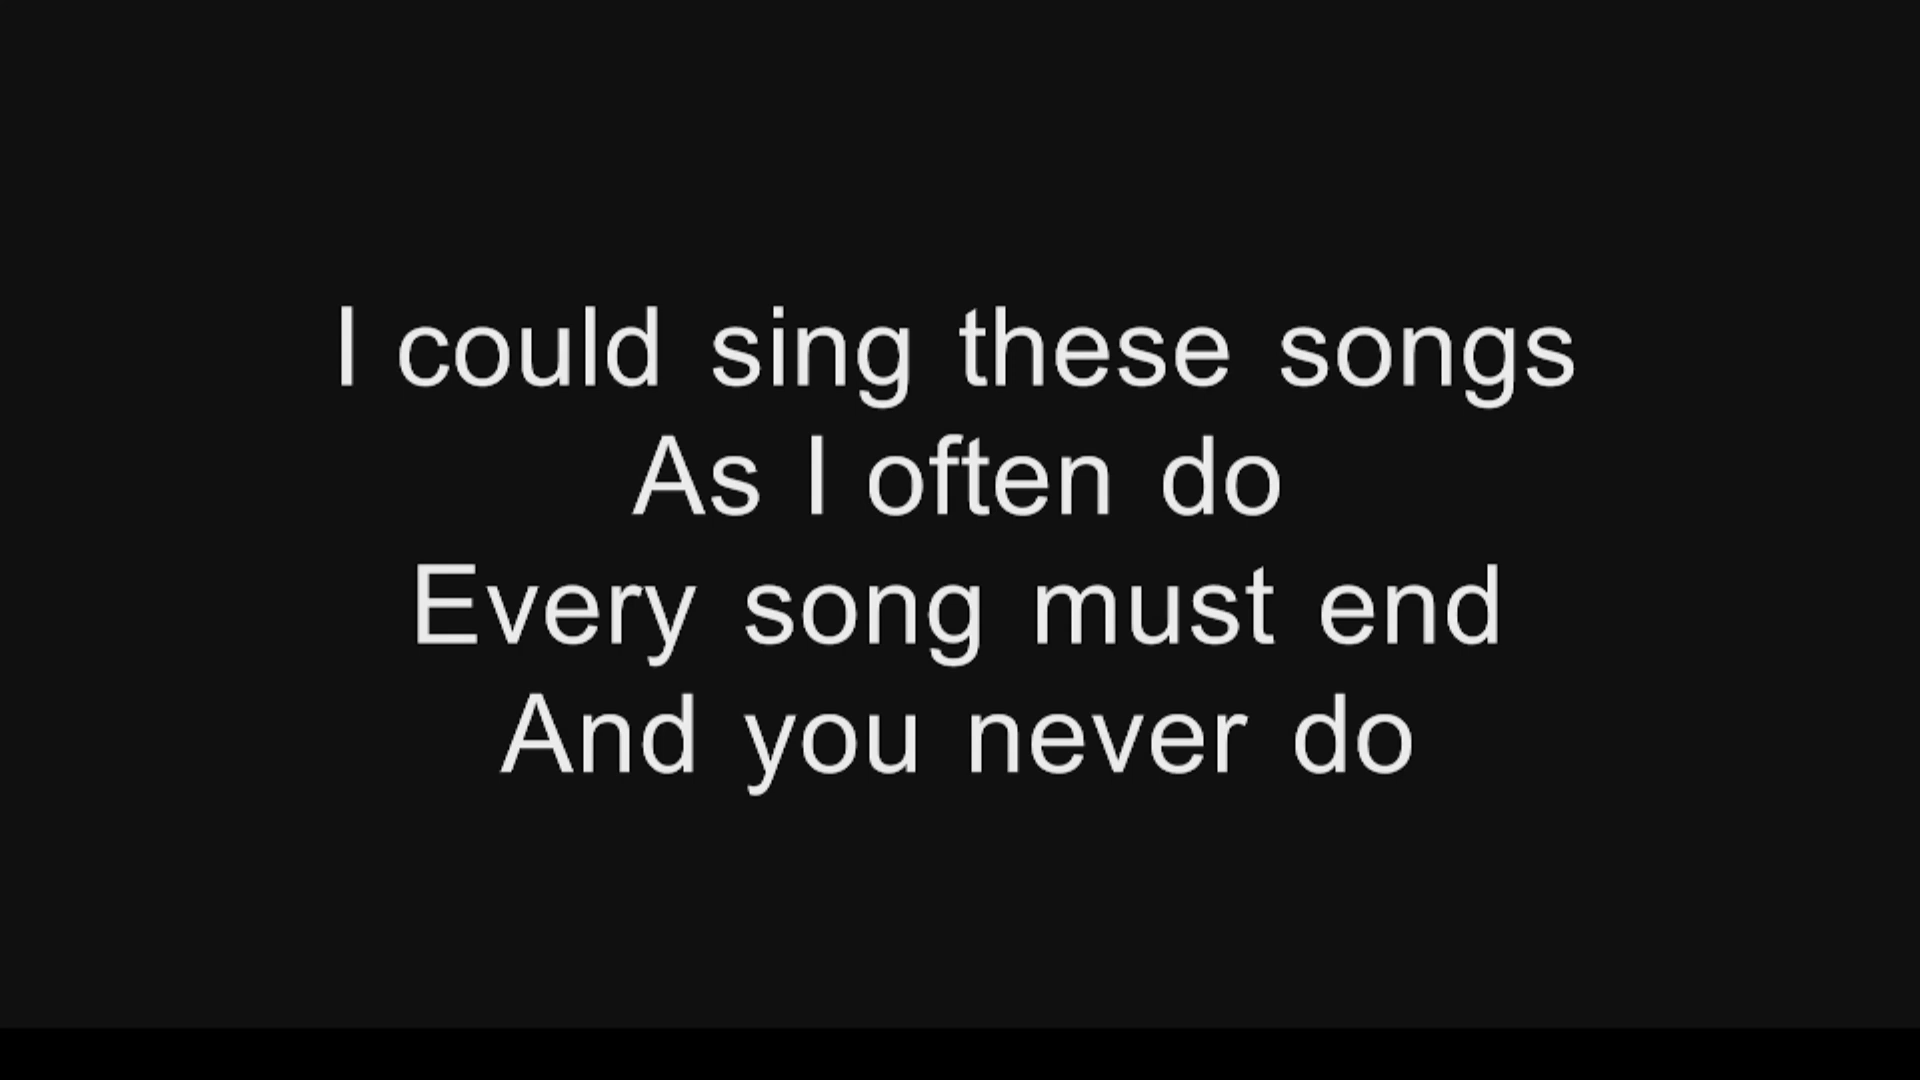 I could sing these songs
As I often do
Every song must end
And you never do